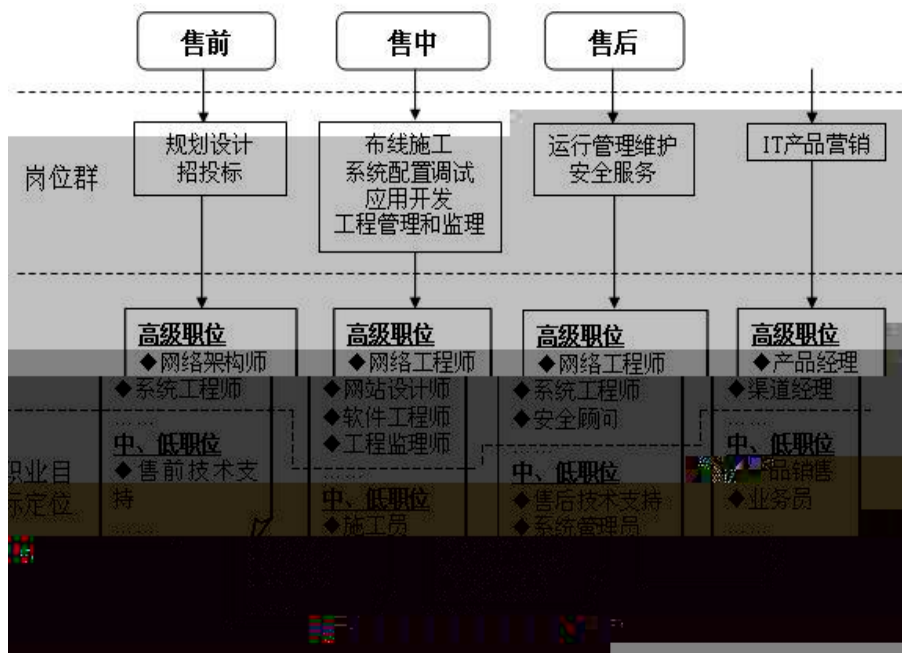 售前
售中
售后
岗位群
规划设计
招投标
布线施工
系统配置调试
应用开发
工程管理和监理
运行管理维护
安全服务
IT产品营销
高级职位
◆网络架构师
◆系统工程师
……
中、低职位
◆售前技术支
持
……
高级职位
◆网络工程师
◆网站设计师
◆软件工程师
◆工程监理师
……
中、低职位
◆施工员
高级职位
◆网络工程师
◆系统工程师
◆安全顾问
……
中、低职位
◆售后技术支持
◆系统管理员
高级职位
◆产品经理
◆渠道经理
……
中、低职位
品销售
◆业务员
……
职业目
标定位